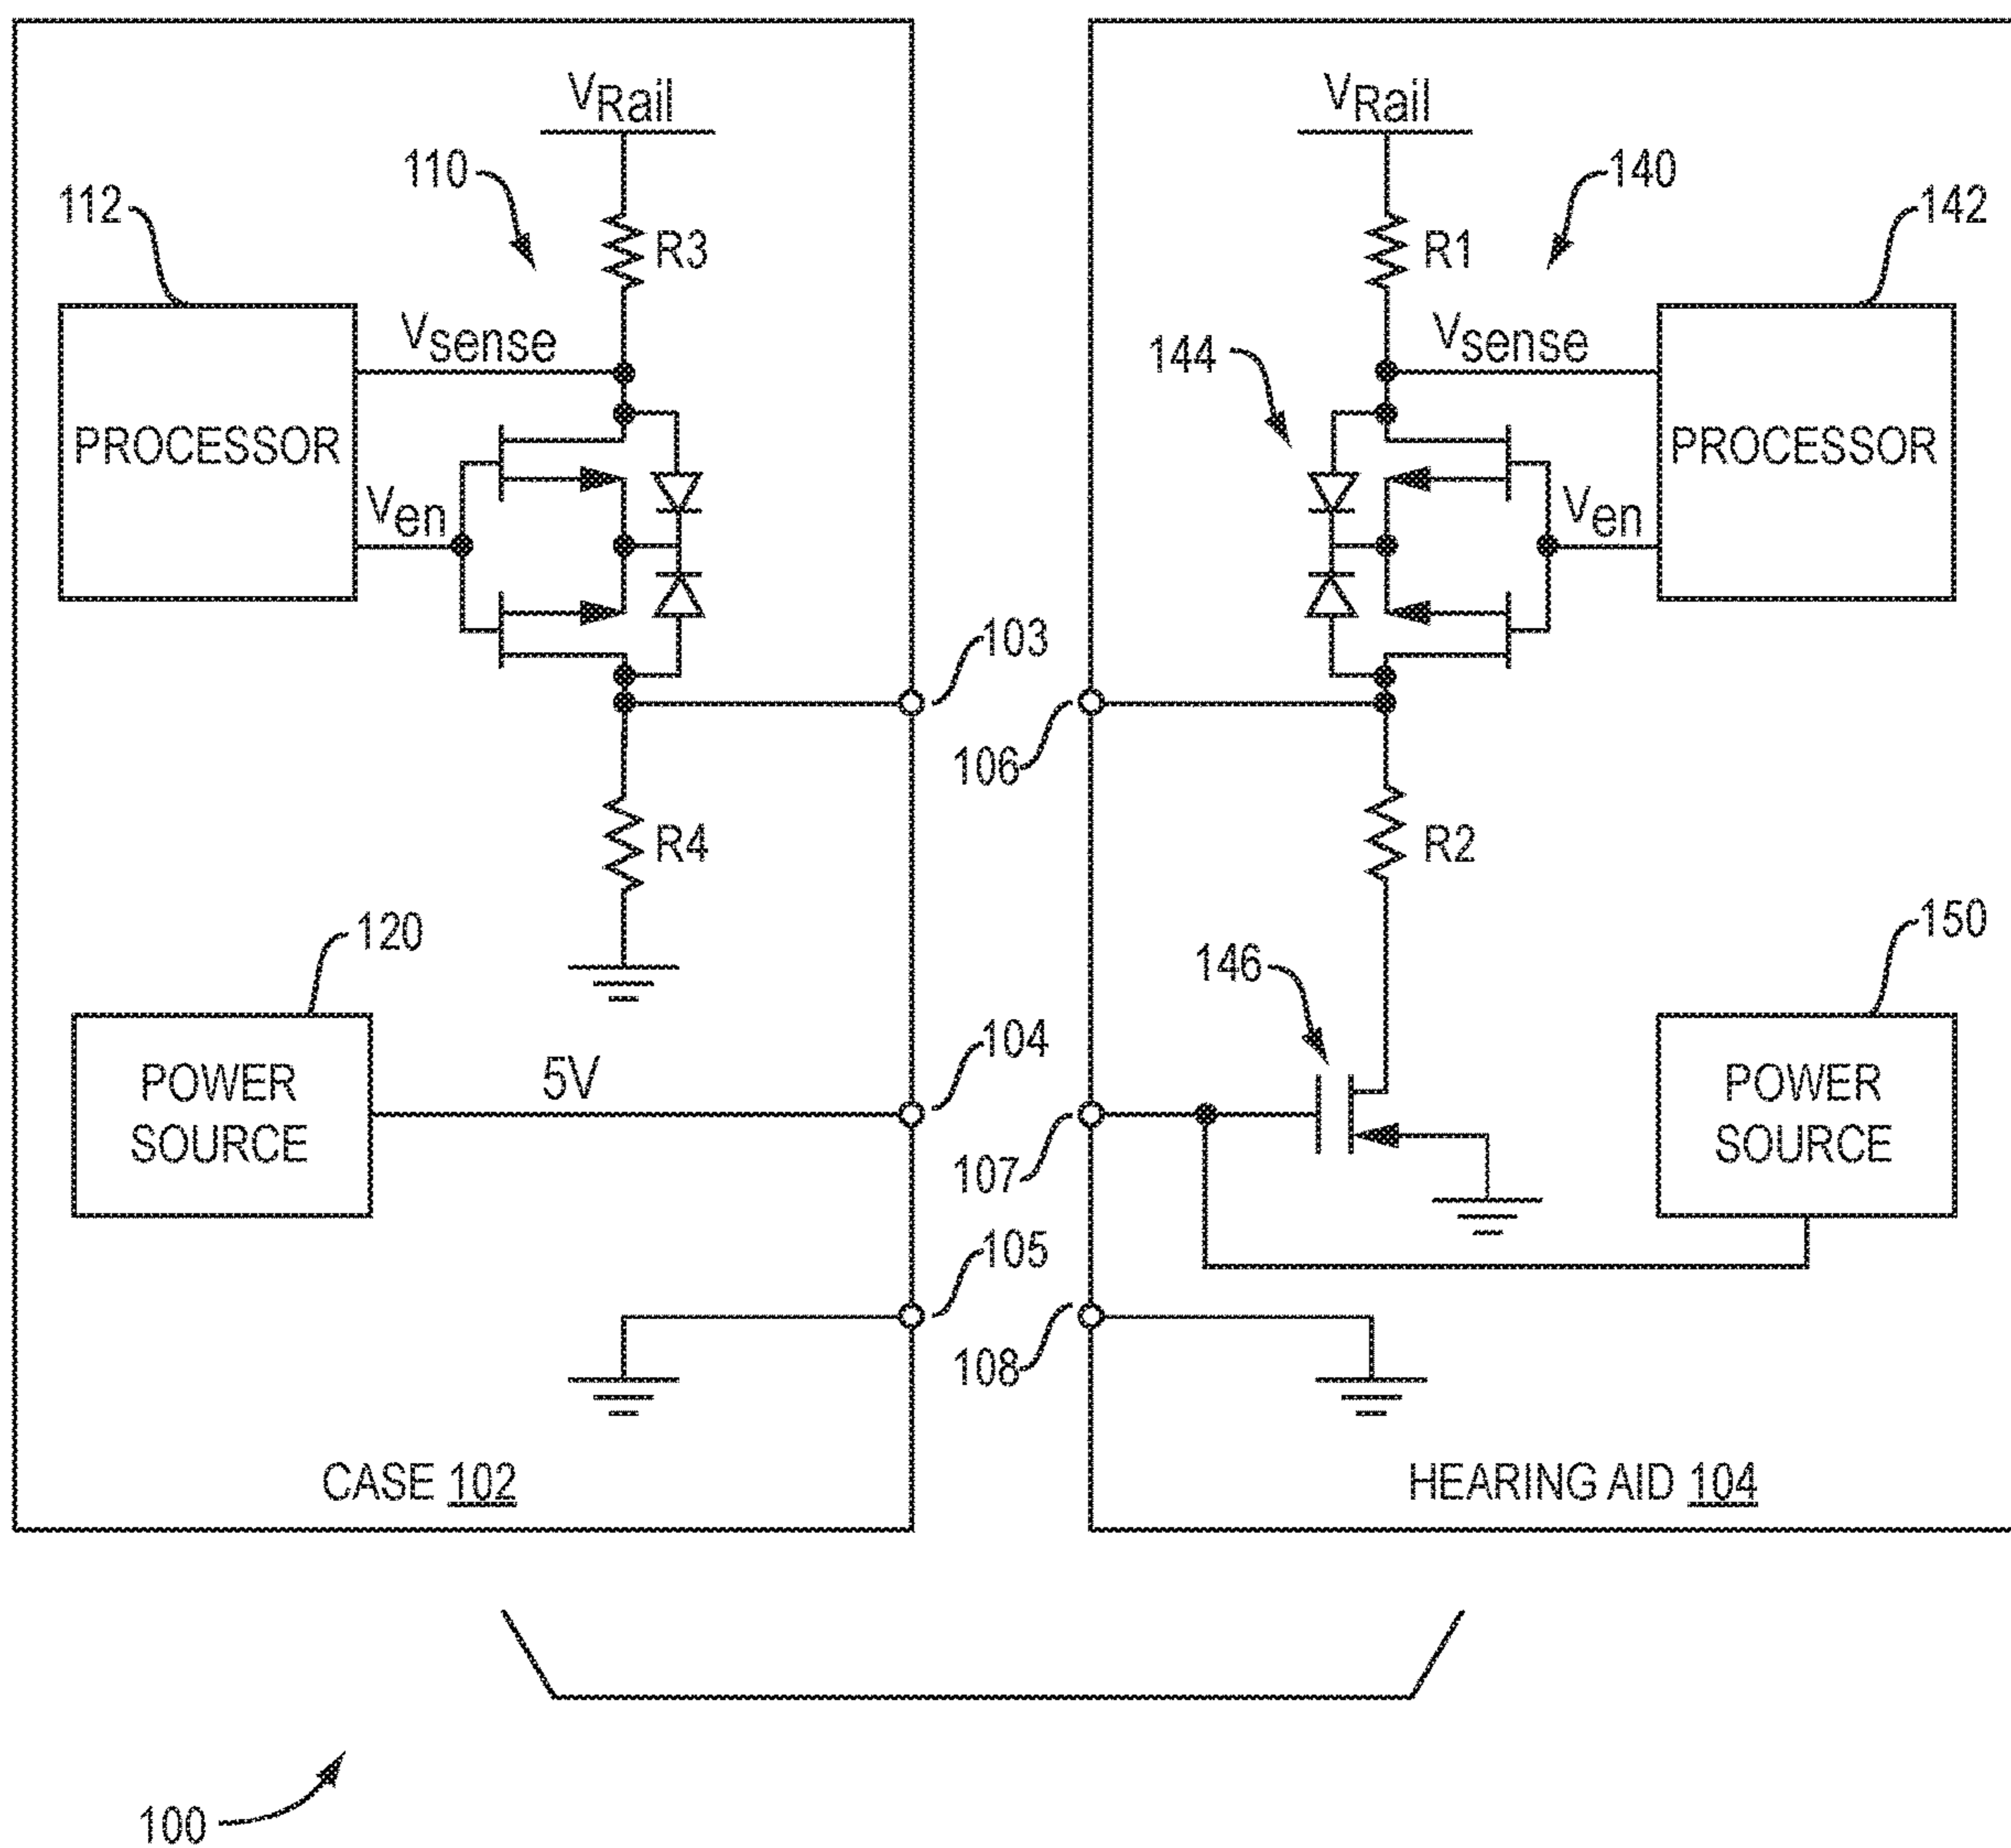 VRail
110
112
R3
Vsense
PROCESSOR
Ven
103
R4
120
POWER
SOURCE
5V
104
105
CASE 102
VRail
140
142
R1
Vsense
144
PROCESSOR
Ven
106
R2
146
150
POWER
SOURCE
107
108
HEARING AID 104
100